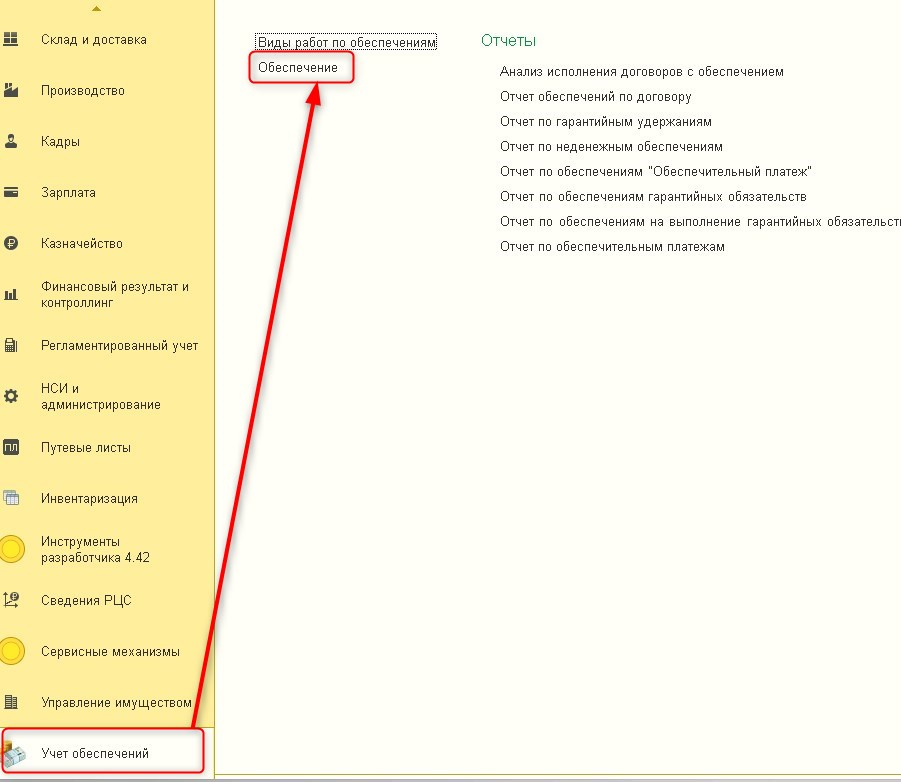 Склад и доставка
Производство
Кадры
Зарплата
Казначейство
Финансовый результат и
контроллинг
Регламентированный учет
НСИ и
администрирование
ПЛ
Путевые листы
Инвентаризация
Инструменты
разработчика 4.42
Сведения РЦС
Сервисные механизмы
Управление имуществом
Учет обеспечений
Виды работ по обеспечениям
Обеспечение
Отчеты
Анализ исполнения договоров с обеспечением
Отчет обеспечений по договору
Отчет по гарантийным удержаниям
Отчет по неденежным обеспечениям
Отчет по обеспечениям "Обеспечительный платеж"
Отчет по обеспечениям гарантийных обязательств
Отчет по обеспечениям на выполнение гарантийных обязательст
Отчет по обеспечительным платежам